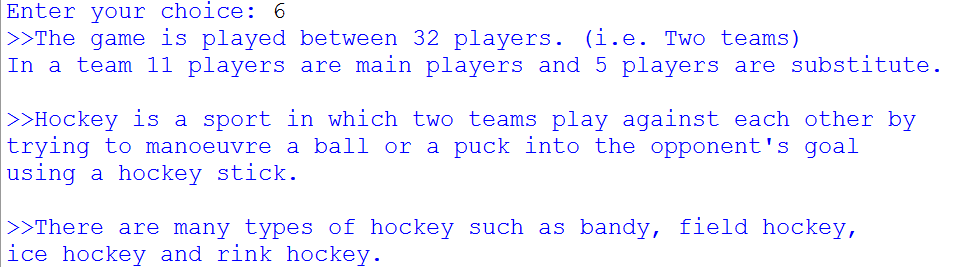 Enter your choice: 6
>>The game is played between 32 players. (i.e. Two teams)
In a team 11 players are main players and 5 players are substitute.
>>Hockey is a sport in which two teams play against each other by
trying to manoeuvre a ball or a puck into the opponent's goal
using a hockey stick.
>>There are many types of hockey such as bandy, field hockey,
ice hockey and rink hockey.